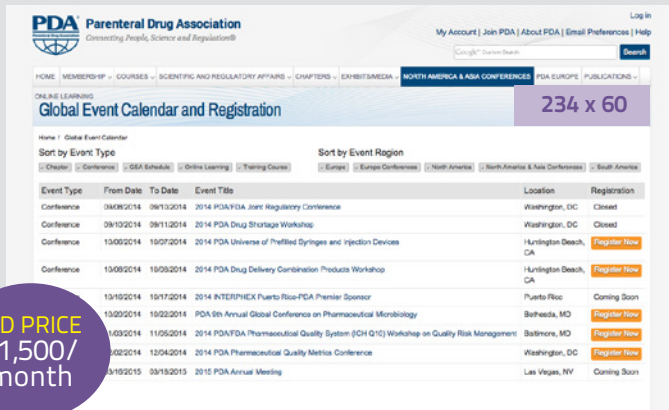 Log in
PDA Parenteral Drug Association
Connecting People, Science and Regulation®
My Account | Join PDA | About PDA | Email Preferences | Help
Search
HOME MEMBERSHIP COURSES SCIENTIFIC AND REGULATORY AFFAIRS CHAPTERS EXHIBITS/MEDIA NORTH AMERICA & ASIA CONFERENCES PDA EUROPE PUBLICATIONS
ONLINE LEARNING
Global Event Calendar and Registration
234 x 60
Home / Global Event Calendar
Sort by Event Type Sort by Event Region
Chapter Conference Q&A Schedule Online Learning Training Course Europe Europe Conferences North America North America & Asia Conferences South America
Event Type From Date To Date Event Title Location Registration
Conference 09/08/2014 09/10/2014 2014 PDA/FDA Joint Regulatory Conference Washington, DC Closed
Conference 09/10/2014 09/11/2014 2014 PDA Drug Shortage Workshop Washington, DC Closed
Conference 10/06/2014 10/07/2014 2014 PDA Universe of Prefilled Syringes and Injection Devices Huntington Beach, CA Register Now
Conference 10/08/2014 10/08/2014 2014 PDA Drug Delivery Combination Products Workshop Huntington Beach, CA Register Now
10/16/2014 10/17/2014 2014 INTERPHEX Puerto Rico-PDA Premier Sponsor Puerto Rico Coming Soon
10/20/2014 10/22/2014 PDA 9th Annual Global Conference on Pharmaceutical Microbiology Bethesda, MD Register Now
1/03/2014 11/05/2014 2014 PDA/FDA Pharmaceutical Quality System (ICH Q10) Workshop on Quality Risk Management Baltimore, MD Register Now
/02/2014 12/04/2014 2014 PDA Pharmaceutical Quality Metrics Conference Washington, DC Register Now
3/16/2015 03/18/2015 2015 PDA Annual Meeting Las Vegas, NV Coming Soon
D PRICE
1,500/
month